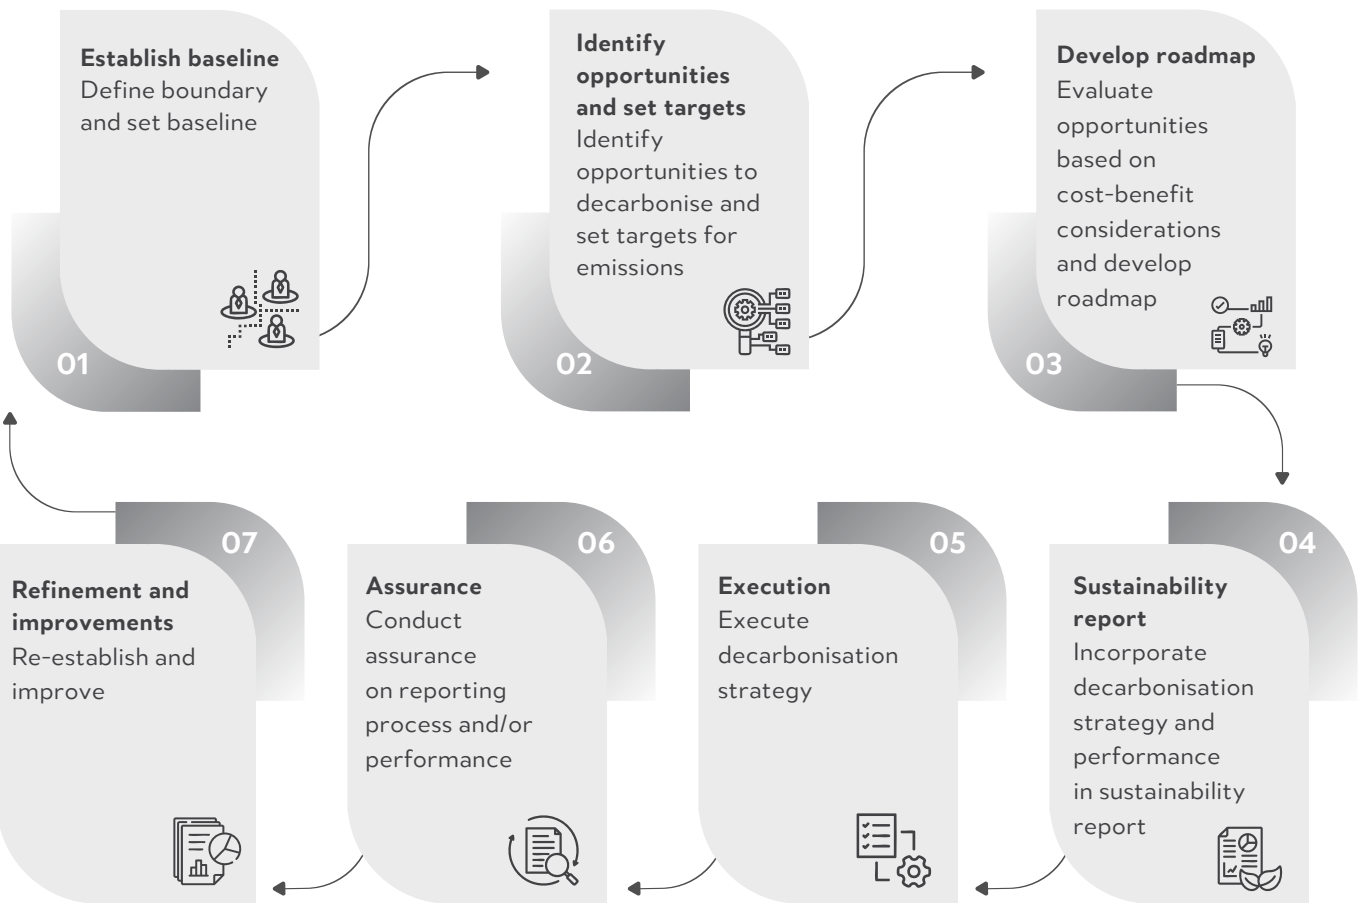 Establish baseline
Define boundary
and set baseline
01
Identify
opportunities
and set targets
Identify
opportunities to
decarbonise and
set targets for
emissions
02
Develop roadmap
Evaluate
opportunities
based on
cost-benefit
considerations
and develop
roadmap
03
04
Sustainability
report
Incorporate
decarbonisation
strategy and
performance
in sustainability
report
05
Execution
Execute
decarbonisation
strategy
06
Assurance
Conduct
assurance
on reporting
process and/or
performance
07
Refinement and
improvements
Re-establish and
improve